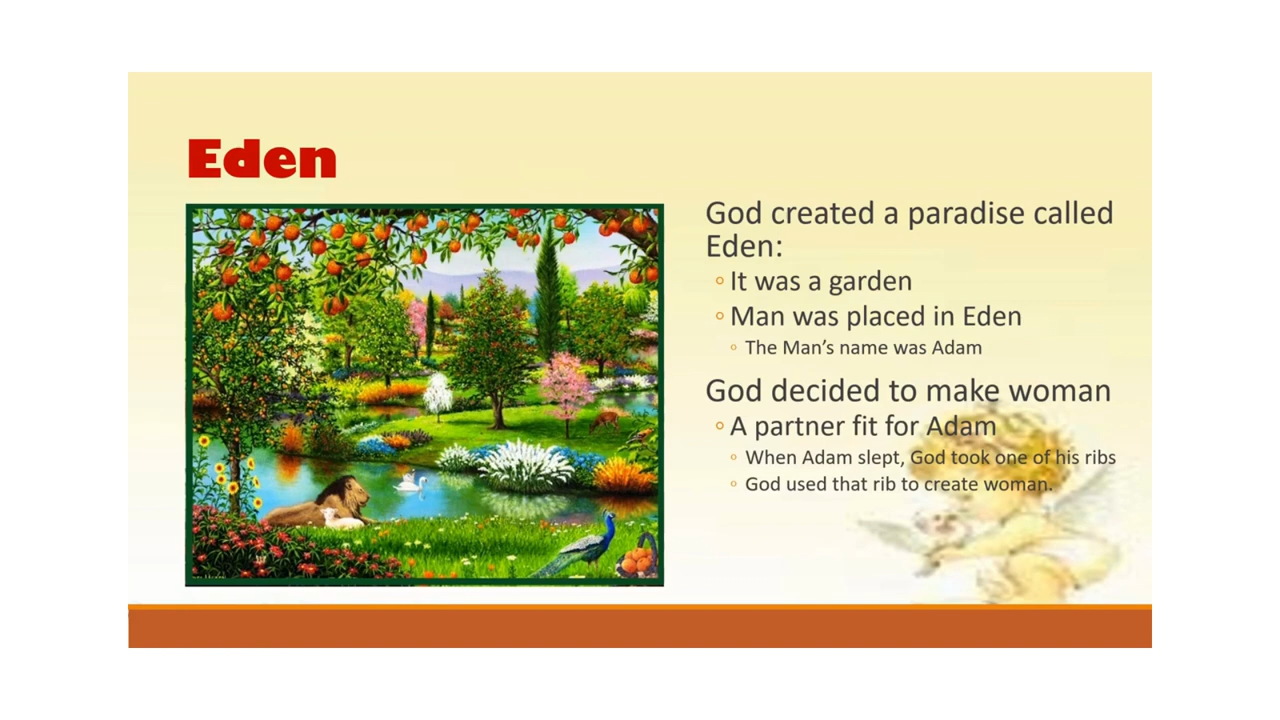 Eden
God created a paradise called
Eden:
◦ It was a garden
◦ Man was placed in Eden
◦ The Man’s name was Adam
God decided to make woman
◦ A partner fit for Adam
◦ When Adam slept, God took one of his ribs
◦ God used that rib to create woman.